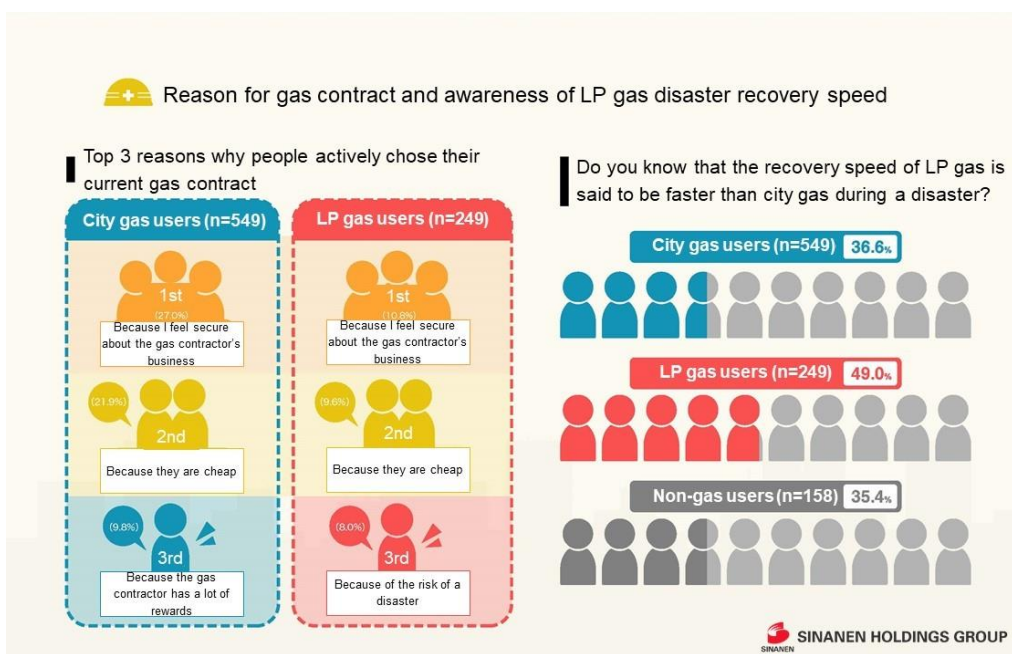 Reason for gas contract and awareness of LP gas disaster recovery speed
Top 3 reasons why people actively chose their
current gas contract
City gas users (n=549)
1st
(27.0%)
Because I feel secure
about the gas contractor's
business
(21.9%)
2nd
Because they are cheap
(9.8%)
3rd
Because the gas
contractor has a lot of
rewards
LP gas users (n=249)
1st
(10.8%)
Because I feel secure
about the gas contractor's
business
(9.6%)
2nd
Because they are cheap
(8.0%)
3rd
Because of the risk of a
disaster
Do you know that the recovery speed of LP gas is
said to be faster than city gas during a disaster?
City gas users (n=549) 36.6%
LP gas users (n=249) 49.0%
Non-gas users (n=158) 35.4%
SINANEN
SINANEN HOLDINGS GROUP